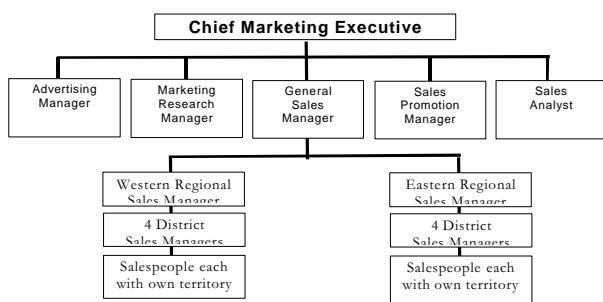 Chief Marketing Executive
Advertising
Manager
Marketing
Research
Manager
General
Sales
Manager
Sales
Promotion
Manager
Sales
Analyst
Western Regional
Sales Manager
Eastern Regional
Sales Manager
4 District
Sales Managers
4 District
Sales Managers
Salespeople each
with own territory
Salespeople each
with own territory